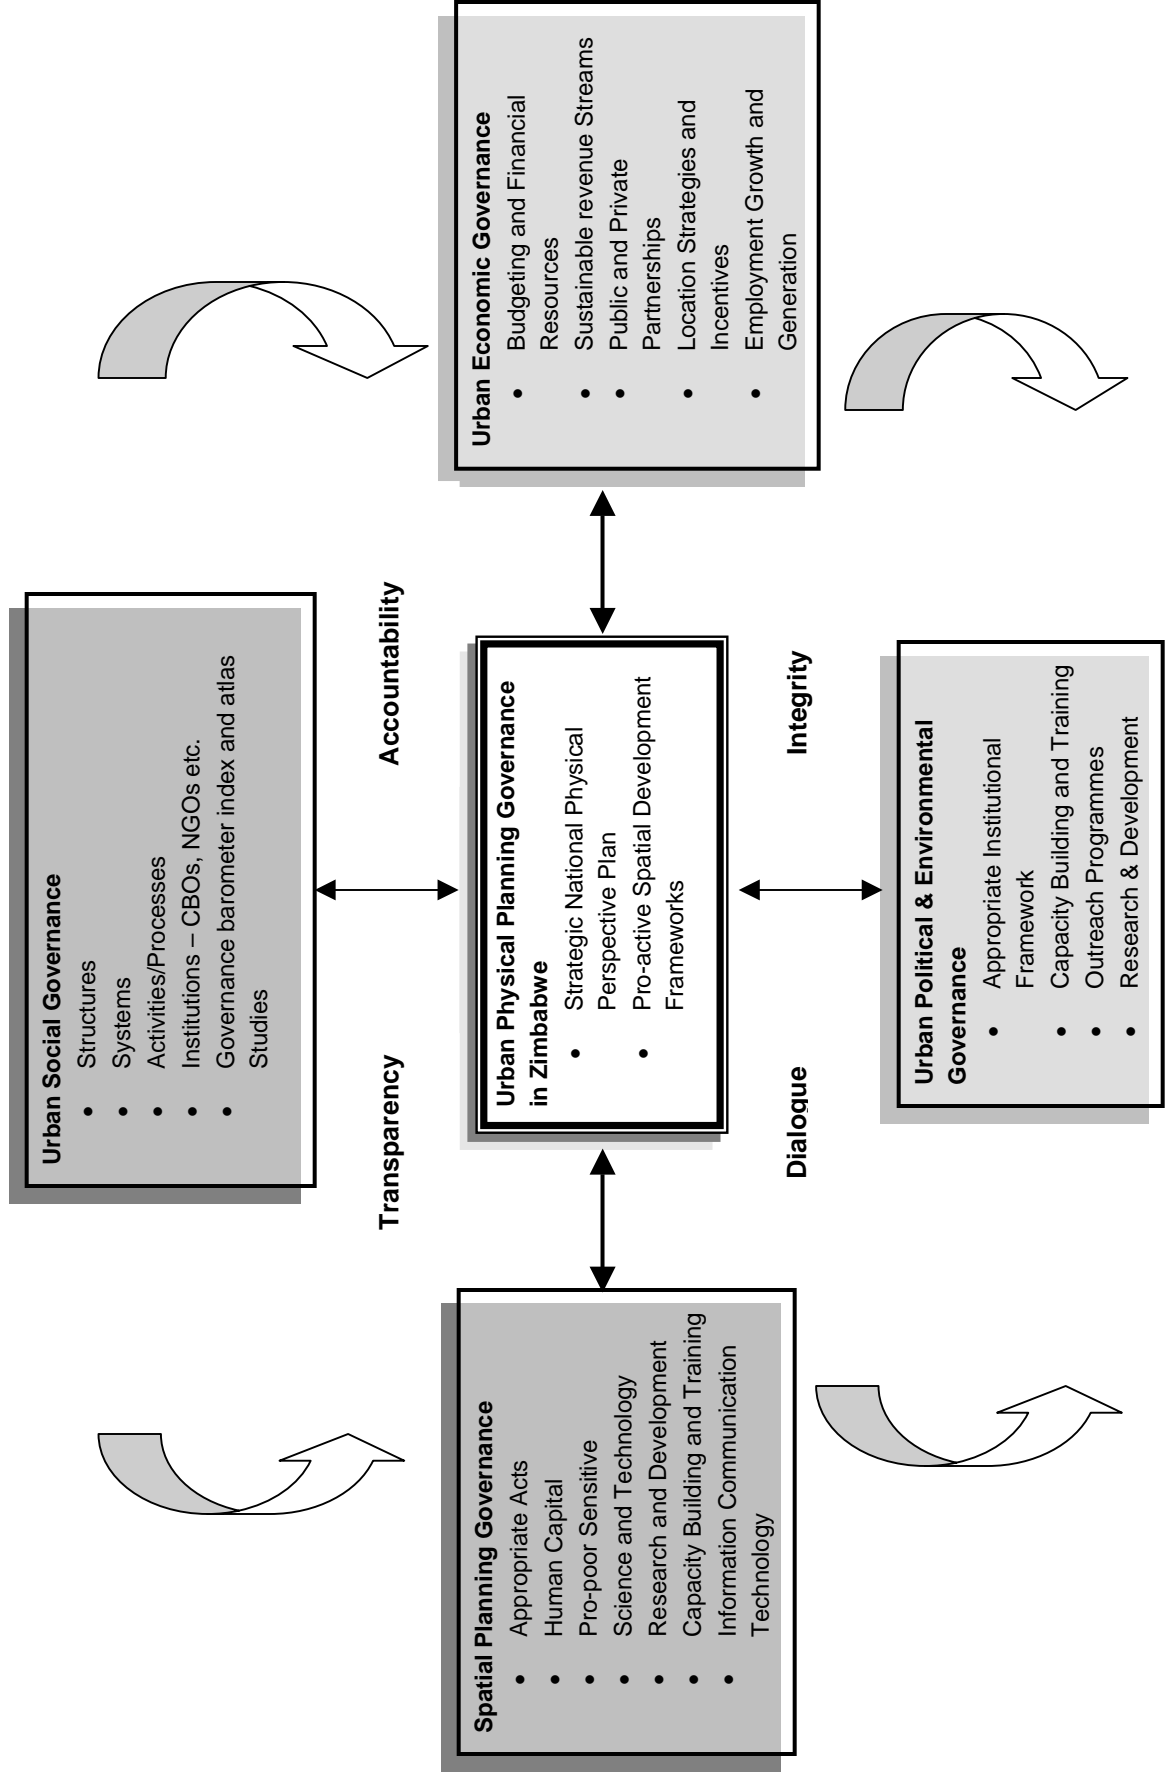 Urban Social Governance
• Structures
• Systems
• Activities/Processes
• Institutions – CBOs, NGOs etc.
• Governance barometer index and atlas
Studies
Transparency
Accountability
Spatial Planning Governance
• Appropriate Acts
• Human Capital
• Pro-poor Sensitive
• Science and Technology
• Research and Development
• Capacity Building and Training
• Information Communication
Technology
Urban Physical Planning Governance
in Zimbabwe
• Strategic National Physical
Perspective Plan
• Pro-active Spatial Development
Frameworks
Urban Economic Governance
• Budgeting and Financial
Resources
• Sustainable revenue Streams
• Public and Private
Partnerships
• Location Strategies and
Incentives
• Employment Growth and
Generation
Dialogue
Integrity
Urban Political & Environmental
Governance
• Appropriate Institutional
Framework
• Capacity Building and Training
• Outreach Programmes
• Research & Development